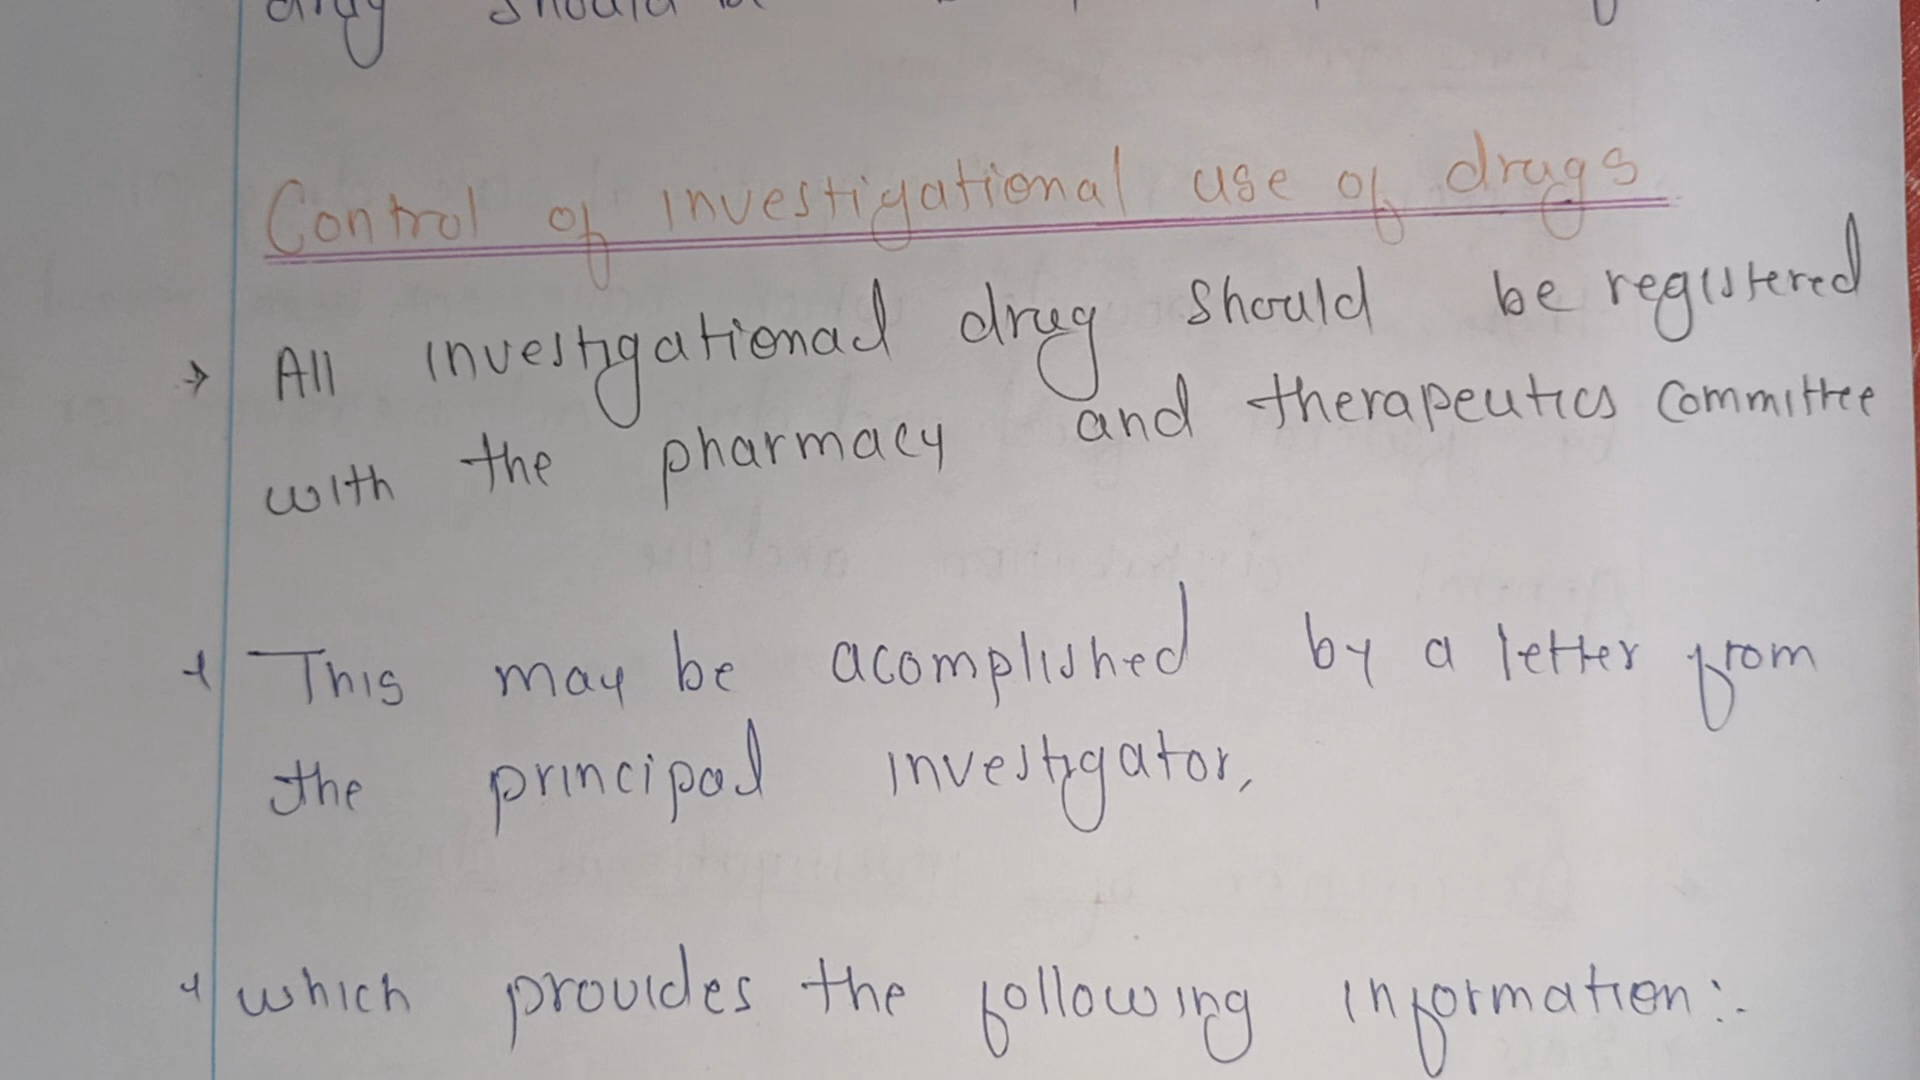 Control of investigational use of drugs
→ All investigational drug should be registered
with the pharmacy and therapeutics committee
This may be acomplished by a letter from
the principal investigator,
which provides the following information:-